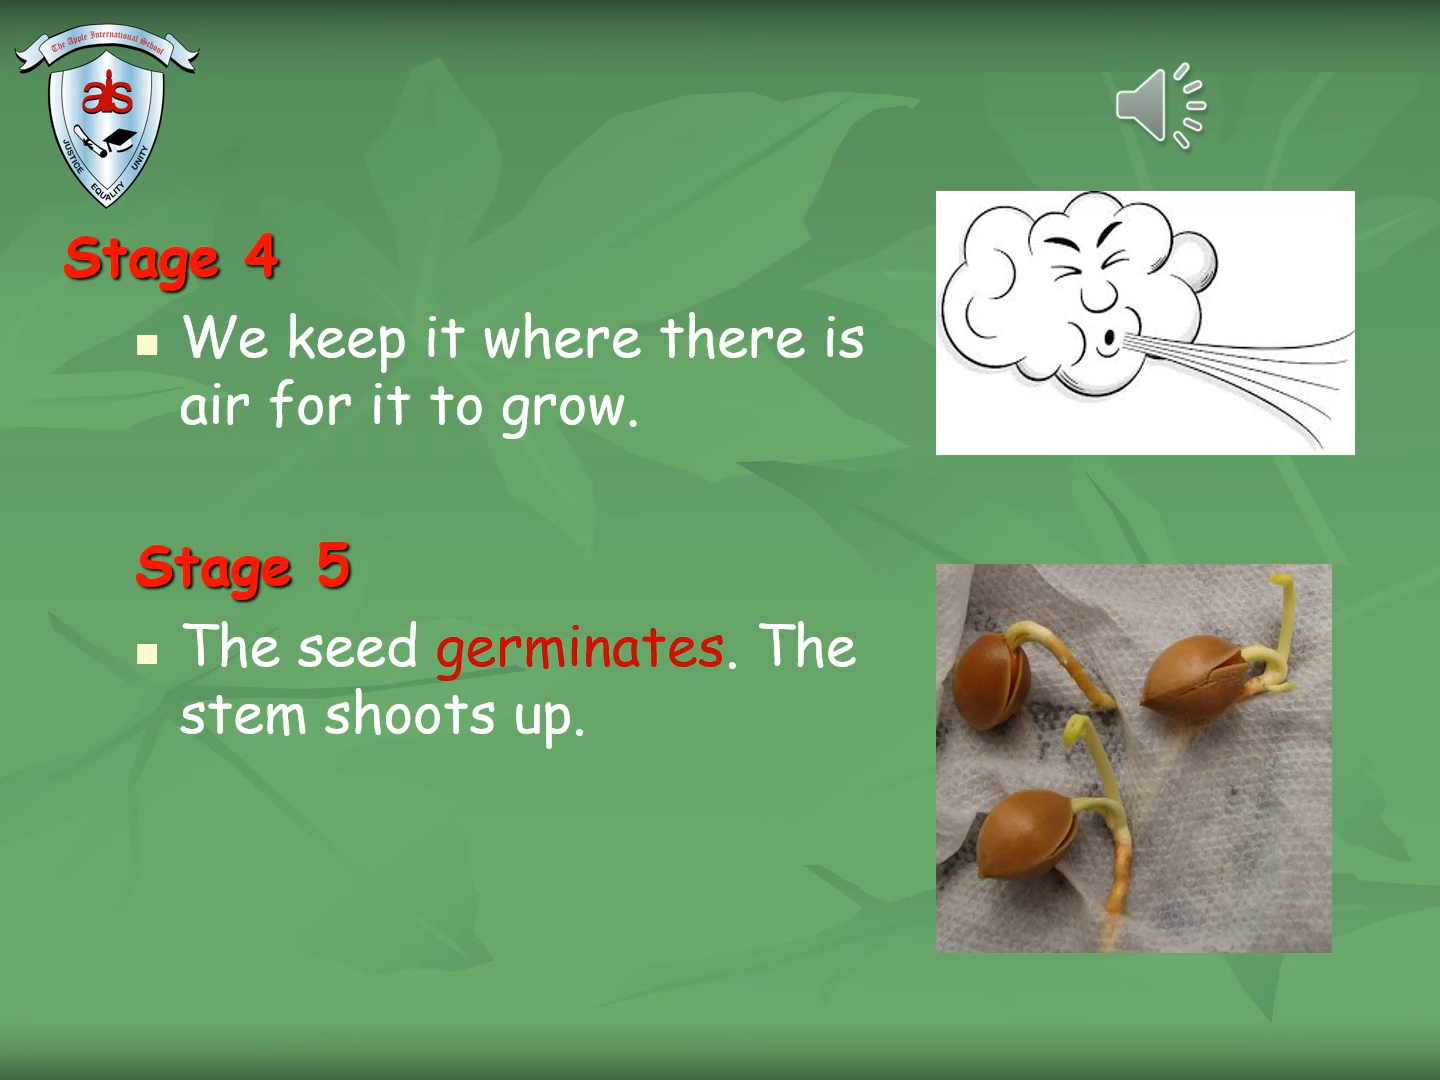 The Apple International School
ais
JUSTICE EQUALITY UNITY
Stage 4
We keep it where there is
air for it to grow.
Stage 5
The seed germinates. The
stem shoots up.